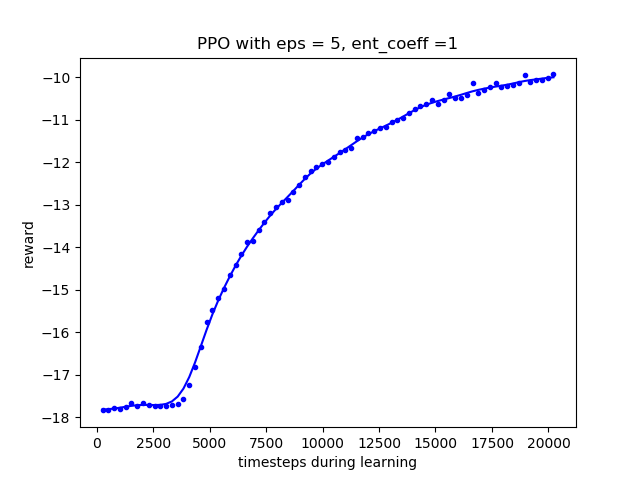 PPO with eps = 5, ent_coeff =1
−10
−11
−12
−13
−14
−15
−16
−17
−18
reward
0 2500 5000 7500 10000 12500 15000 17500 20000
timesteps during learning